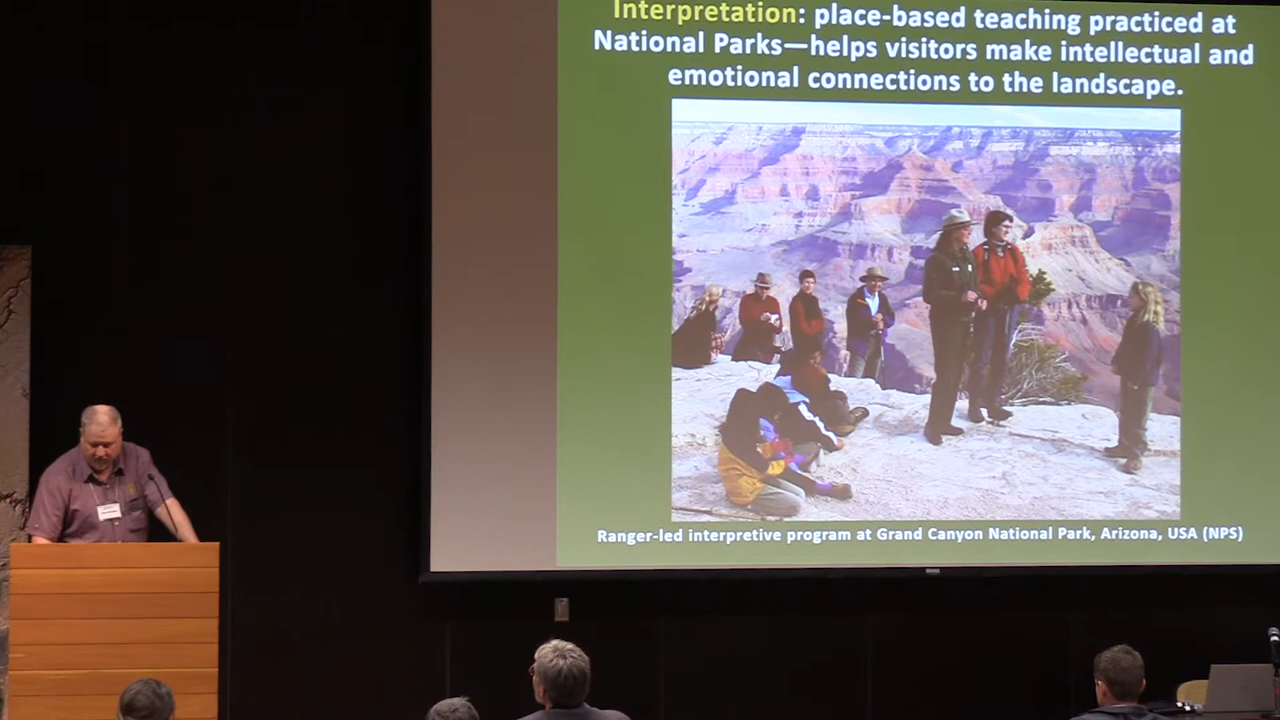 Interpretation: place-based teaching practiced at
National Parks—helps visitors make intellectual and
emotional connections to the landscape.
Ranger-led interpretive program at Grand Canyon National Park, Arizona, USA (NPS)